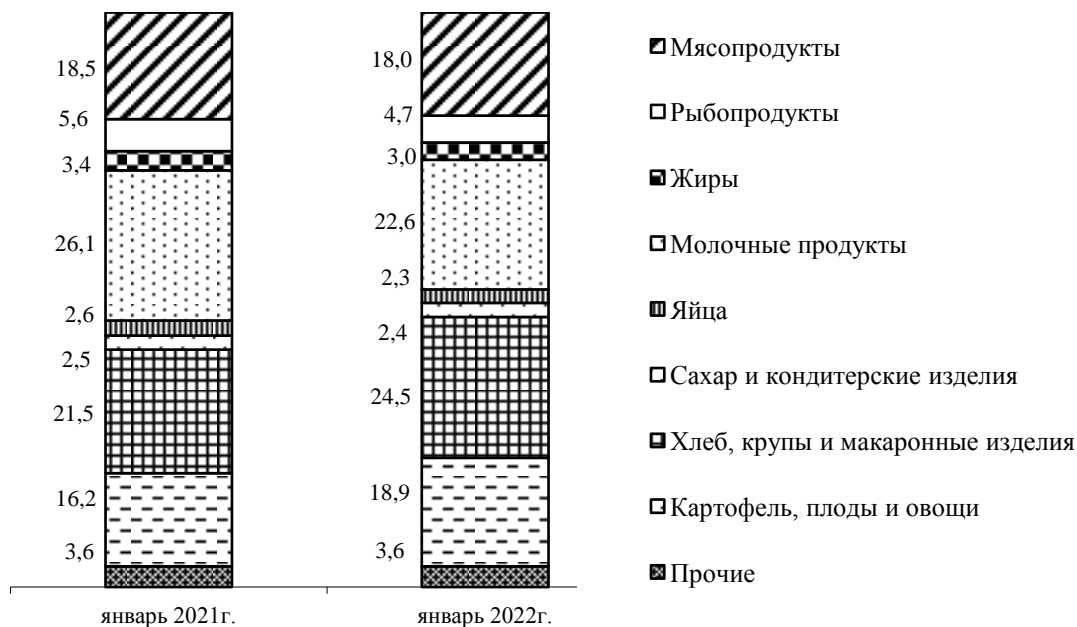 18,5
5,6
3,4
26,1
2,6
2,5
21,5
16,2
3,6
январь 2021г.
18,0
4,7
3,0
22,6
2,3
2,4
24,5
18,9
3,6
январь 2022г.
Мясопродукты
Рыбопродукты
Жиры
Молочные продукты
Яйца
Сахар и кондитерские изделия
Хлеб, крупы и макаронные изделия
Картофель, плоды и овощи
Прочие